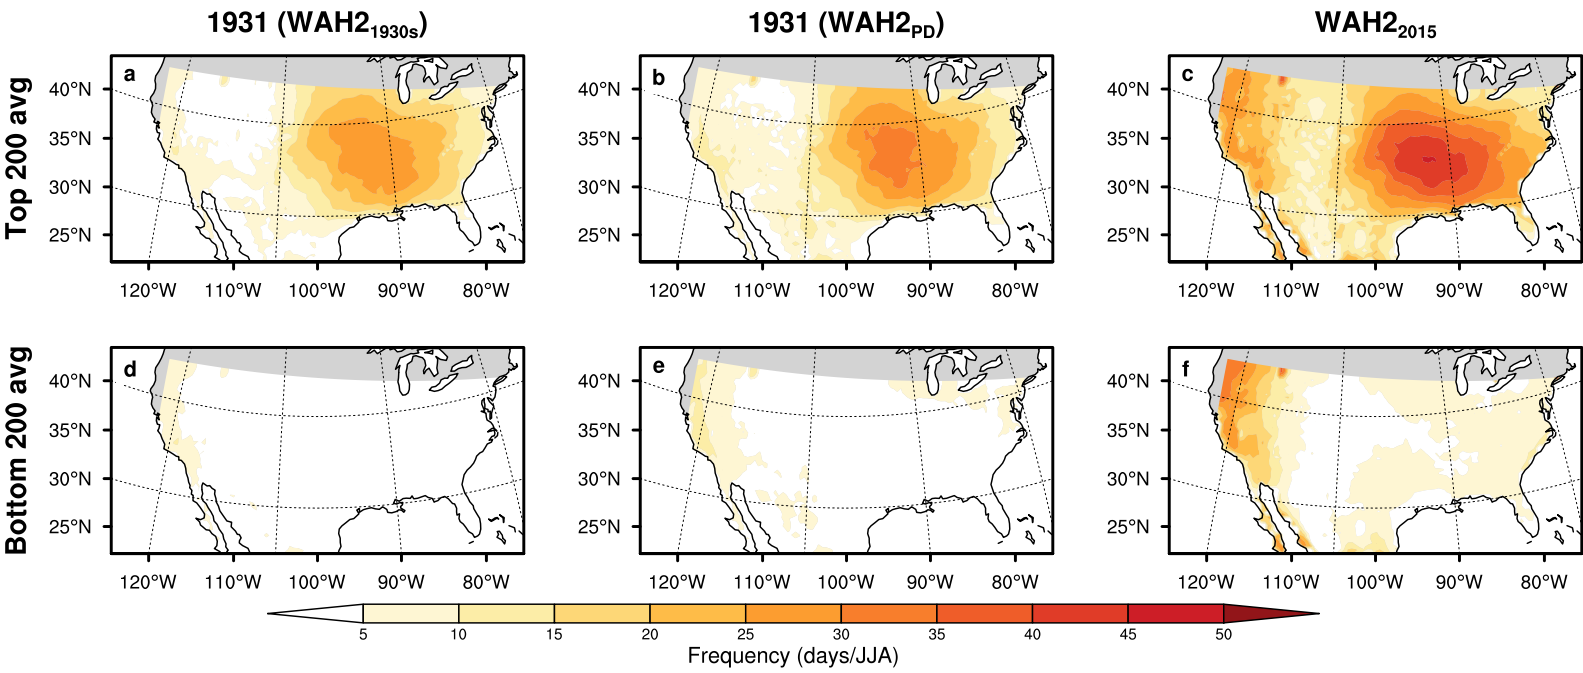 1931 (WAH2₁₉₃₀ₛ) 1931 (WAH2PD) WAH2₂₀₁₅
Top 200 avg
a b c
40°N 40°N 40°N
35°N 35°N 35°N
30°N 30°N 30°N
25°N 25°N 25°N
120°W 110°W 100°W 90°W 80°W 120°W 110°W 100°W 90°W 80°W 120°W 110°W 100°W 90°W 80°W
Bottom 200 avg
d e f
40°N 40°N 40°N
35°N 35°N 35°N
30°N 30°N 30°N
25°N 25°N 25°N
120°W 110°W 100°W 90°W 80°W 120°W 110°W 100°W 90°W 80°W 120°W 110°W 100°W 90°W 80°W
5 10 15 20 25 30 35 40 45 50
Frequency (days/JJA)